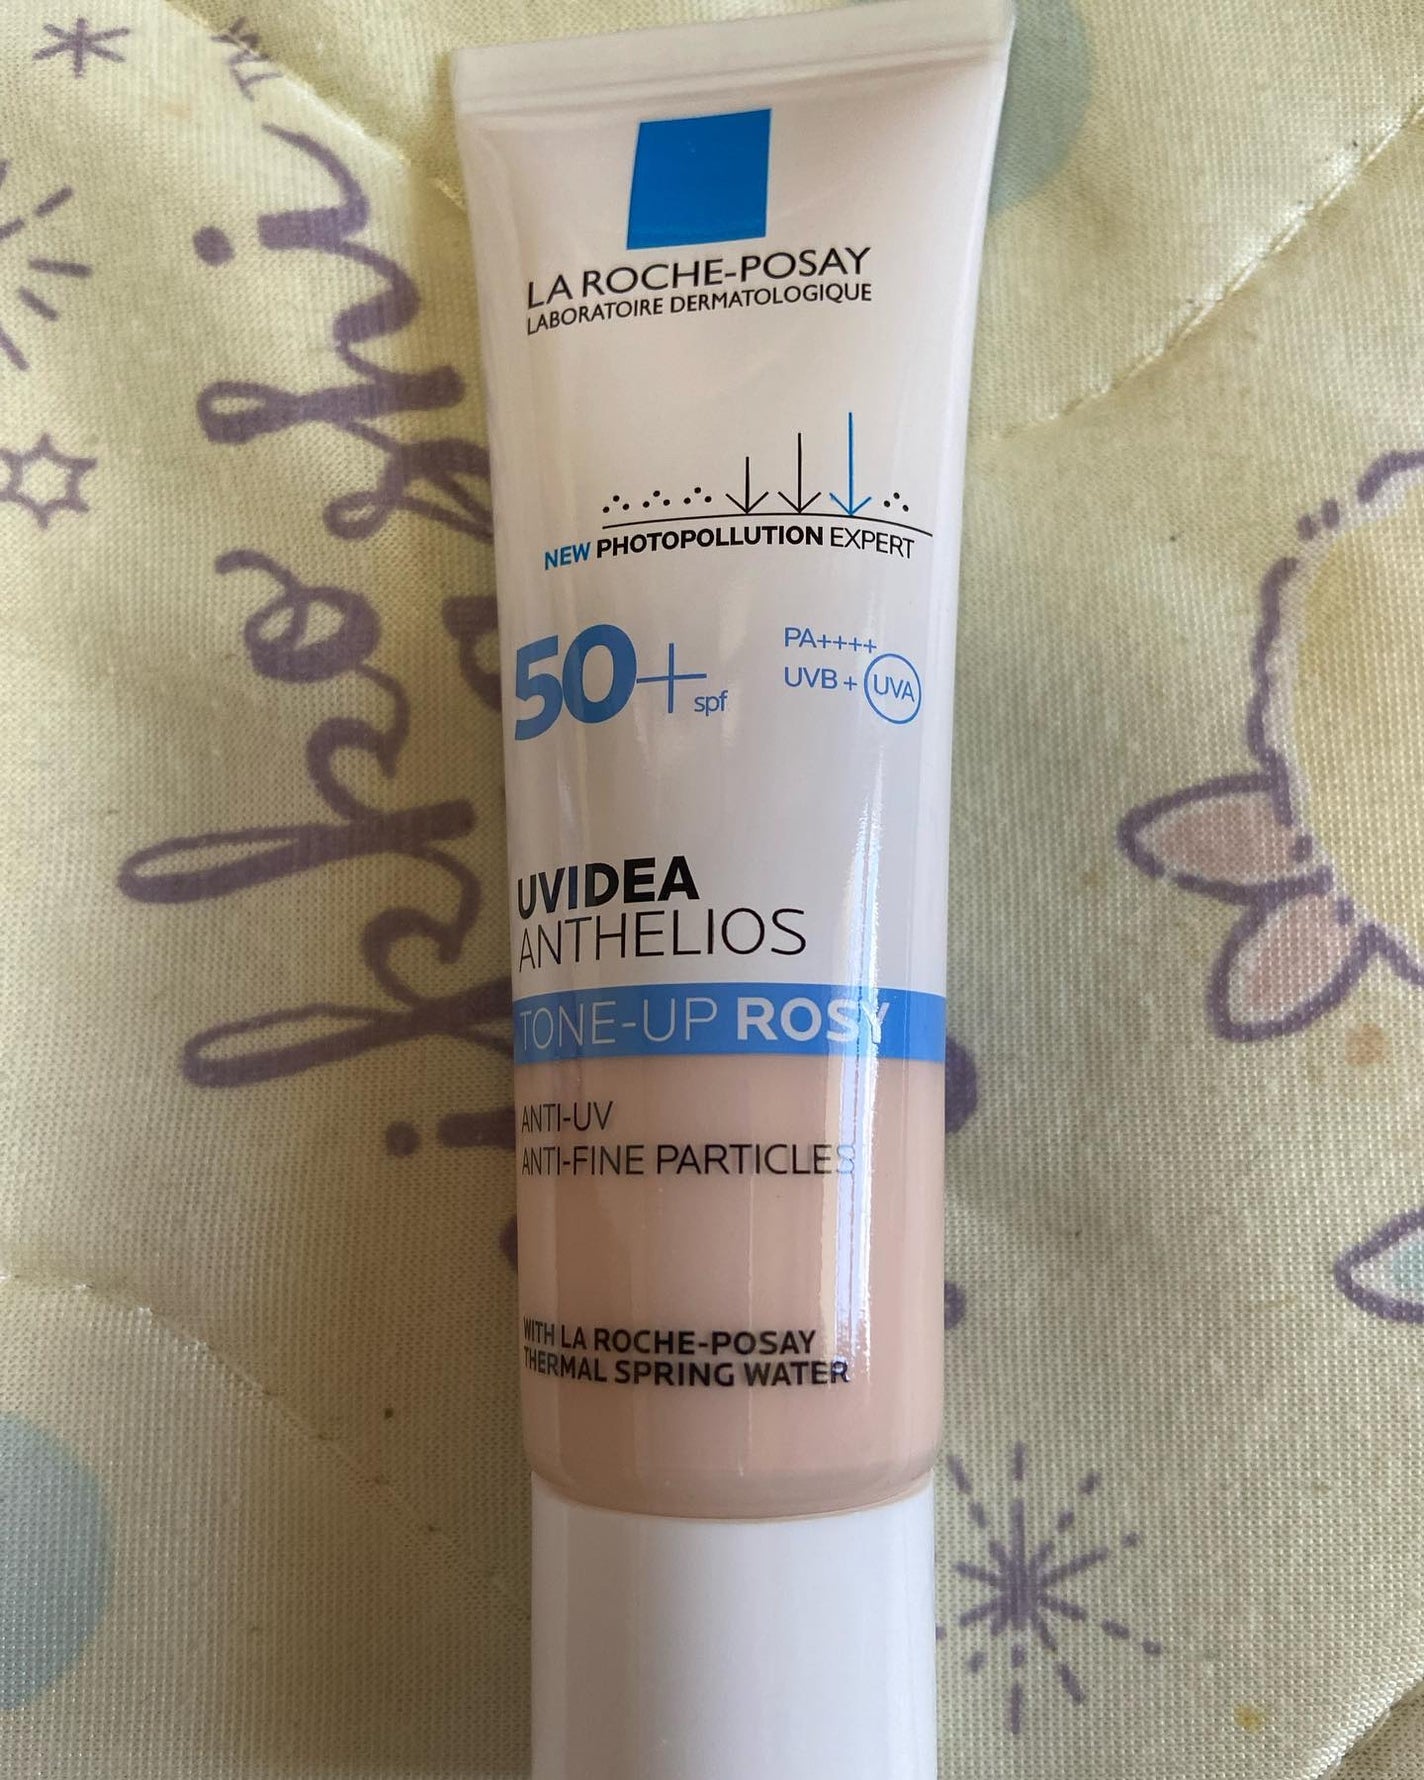 LA ROCHE-POSAY
LABORATOIRE DERMATOLOGIQUE
NEW PHOTOPOLLUTION EXPERT
50+ spf
PA++++
UVB + UVA
UVIDEA
ANTHELIOS
TONE-UP ROSY
ANTI-UV
ANTI-FINE PARTICLES
WITH LA ROCHE-POSAY
THERMAL SPRING WATER